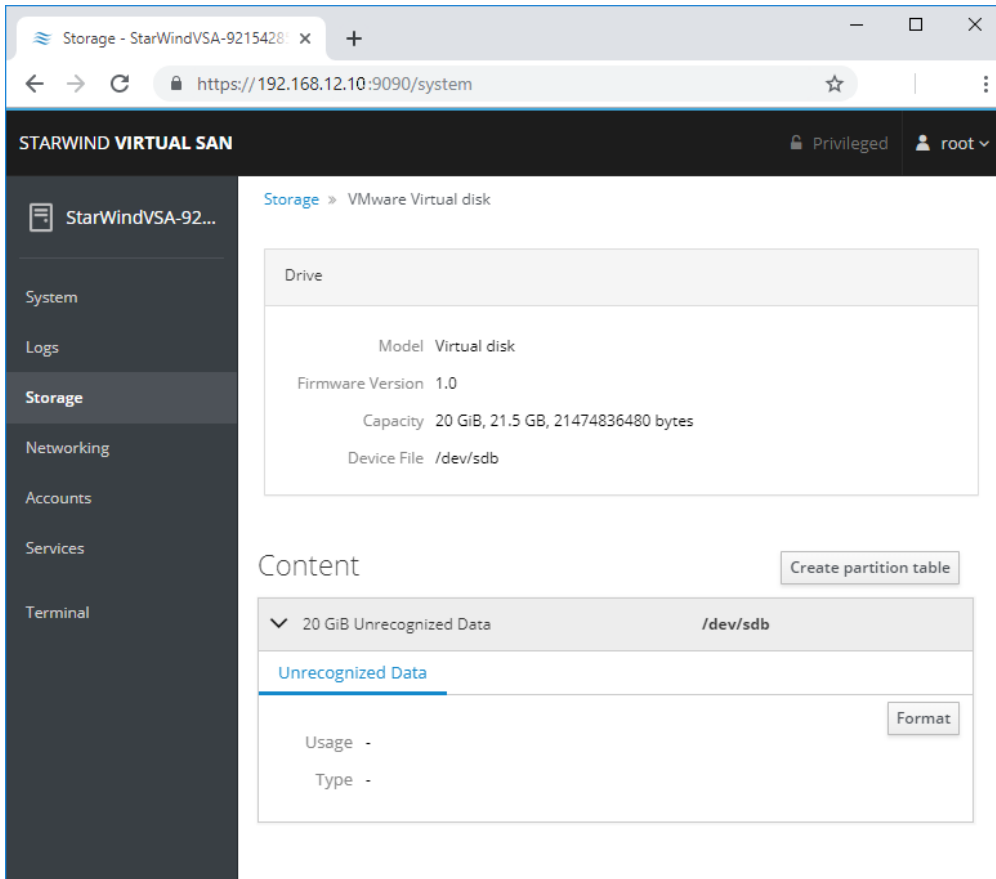 Storage - StarWindVSA-9215428
https://192.168.12.10:9090/system
STARWIND VIRTUAL SAN
Privileged
root
StarWindVSA-92...
System
Logs
Storage
Networking
Accounts
Services
Terminal
Storage » VMware Virtual disk
Drive
Model Virtual disk
Firmware Version 1.0
Capacity 20 GiB, 21.5 GB, 21474836480 bytes
Device File /dev/sdb
Content
Create partition table
20 GiB Unrecognized Data /dev/sdb
Unrecognized Data
Format
Usage -
Type -